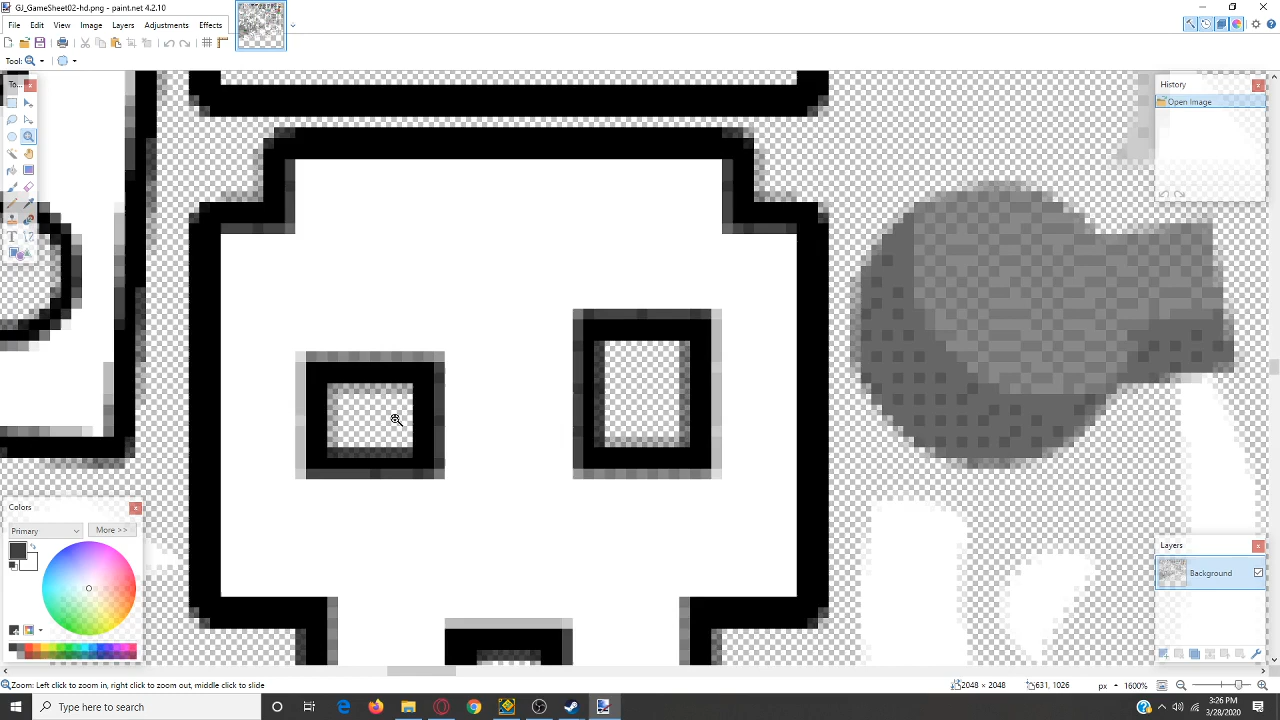 GJ_GameSheet02-hd.png - paint.net 4.2.10
File Edit View Image Layers Adjustments Effects
Tool:
To...
History
Open Image
T
Colors
Primary
More >>
Layers
Background
Zoom: Left click to zoom in, right click to zoom out, middle click to slide
2048 × 2048
631, 1026
px
1600%
Type here to search
3:26 PM
3/28/2020